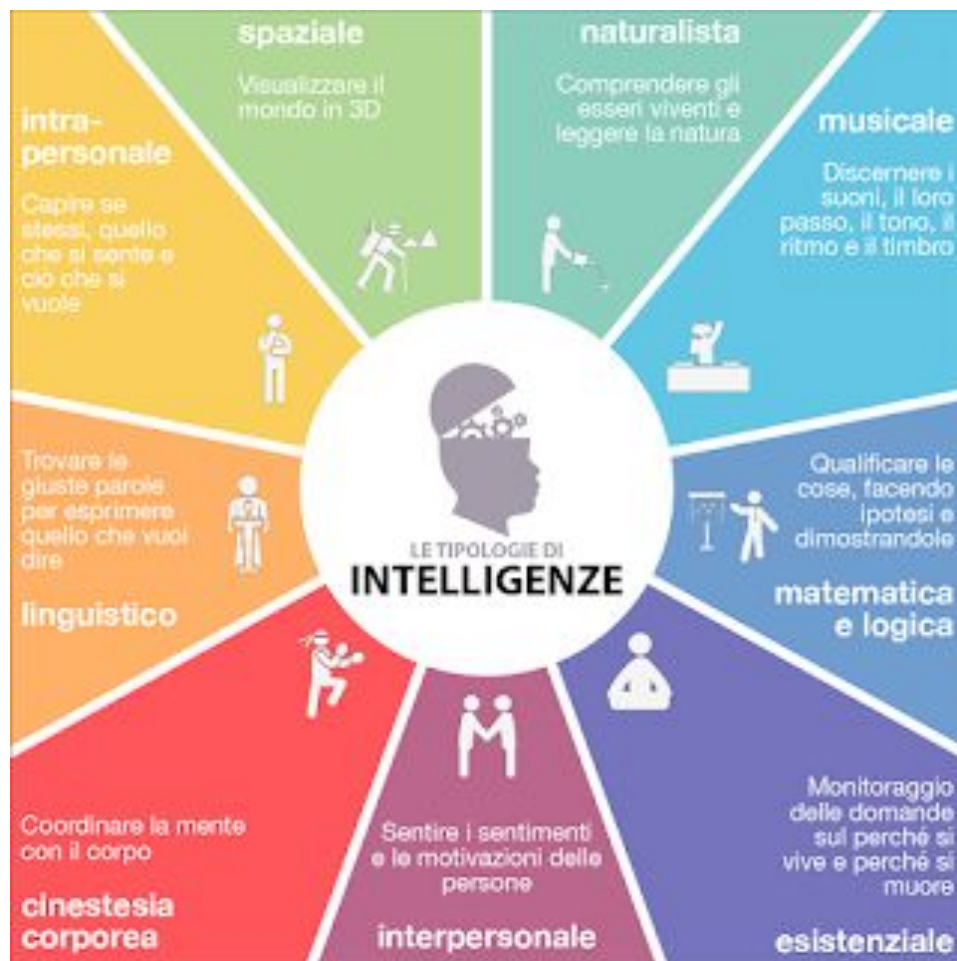 spaziale
Visualizzare il
mondo in 3D
naturalista
Comprendere gli
esseri viventi e
leggere la natura
musicale
Discernere i
suoni, il loro
passo, il tono, il
ritmo e il timbro
Qualificare le
cose, facendo
ipotesi e
dimostrandole
matematica
e logica
Monitoraggio
delle domande
sul perché si
vive e perché si
muore
esistenziale
Sentire i sentimenti
e le motivazioni delle
persone
interpersonale
Coordinare la mente
con il corpo
cinestesia
corporea
Trovare le
giuste parole
per esprimere
quello che vuoi
dire
linguistico
intra-
personale
Capire se
stessi, quello
che si sente e
ciò che si
vuole
LE TIPOLOGIE DI
INTELLIGENZE